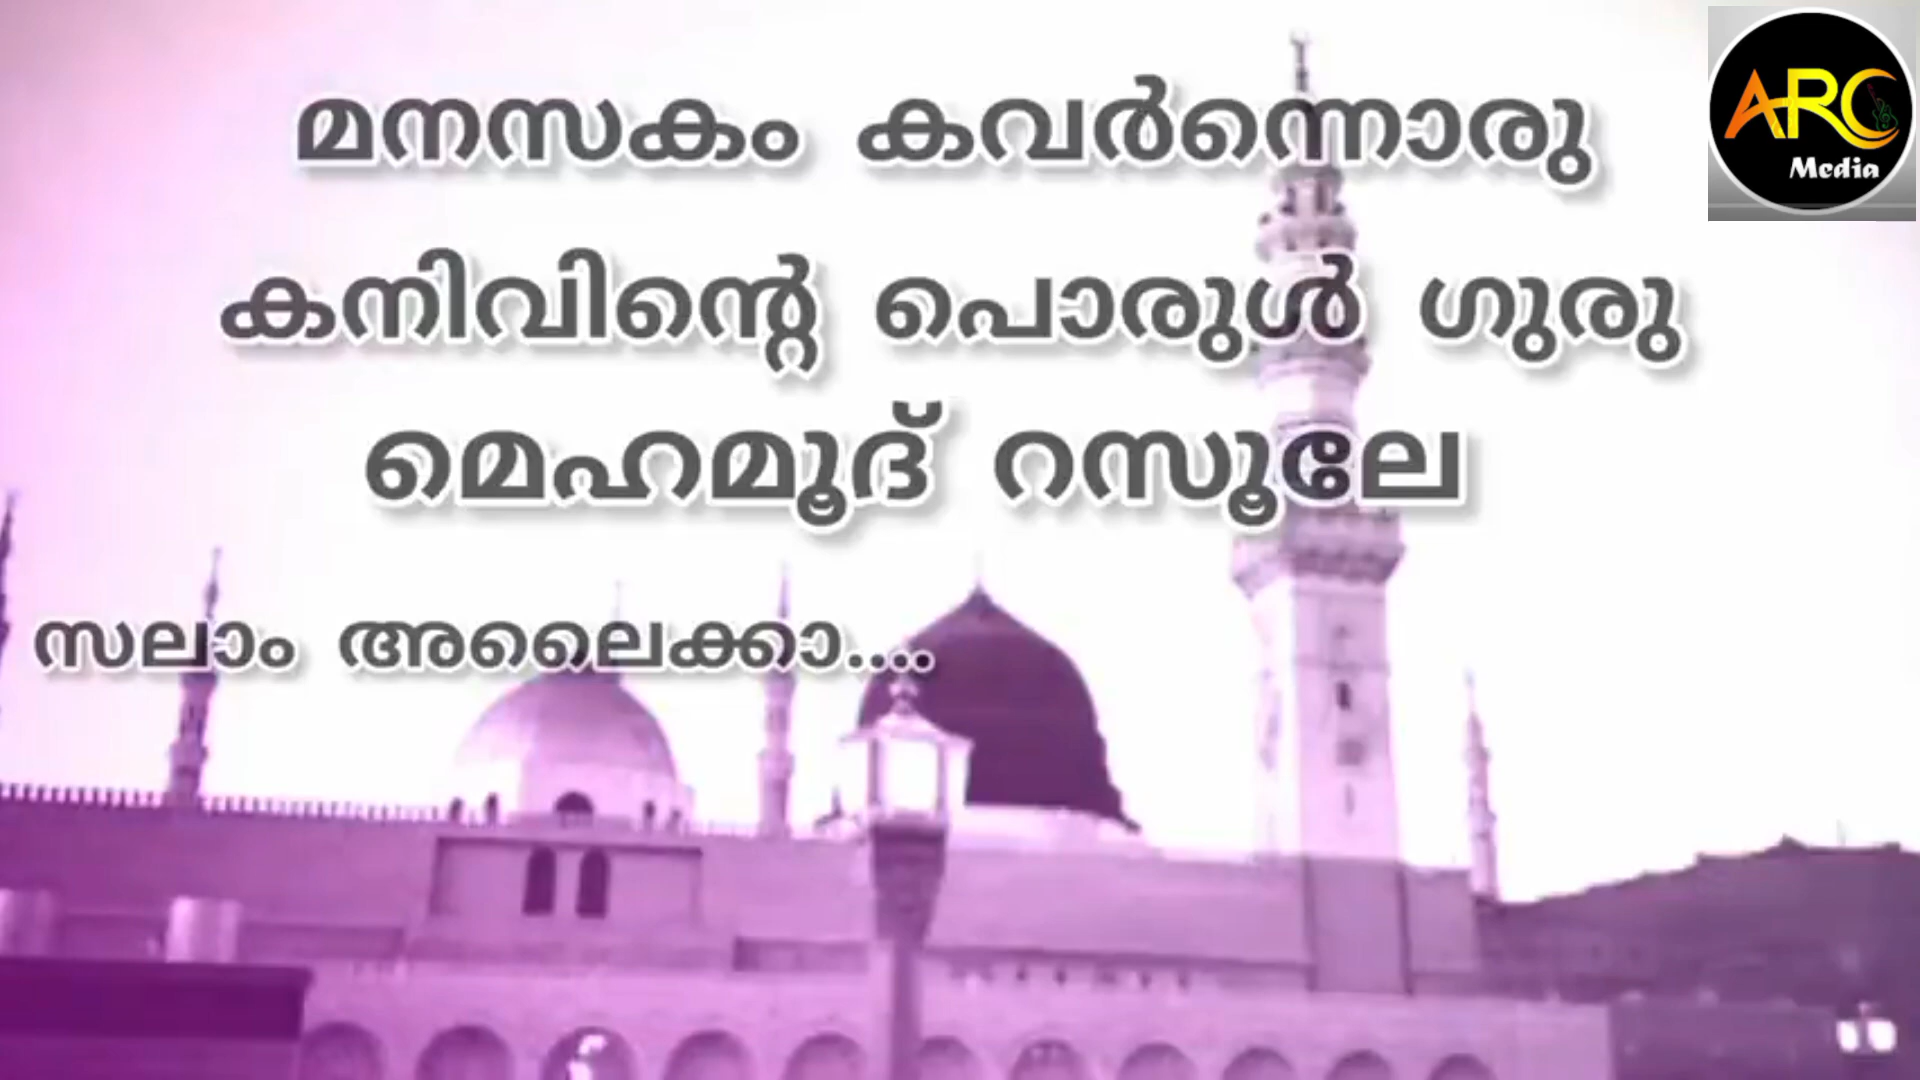 മനസകം കവർന്നൊരു
കനിവിന്റെ പൊരുൾ ഗുരു
മെഹമൂദ് റസൂലേ
സലാം അലൈക്കാ....
ARC
Media